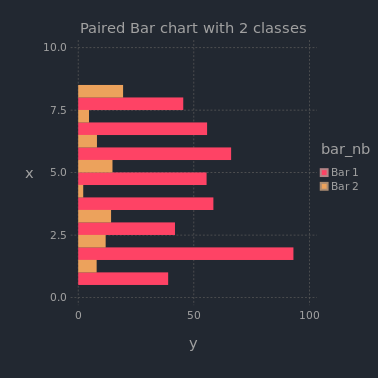 Paired Bar chart with 2 classes
10.0
7.5
x
5.0
2.5
0.0
0
50
100
y
bar_nb
Bar 1
Bar 2